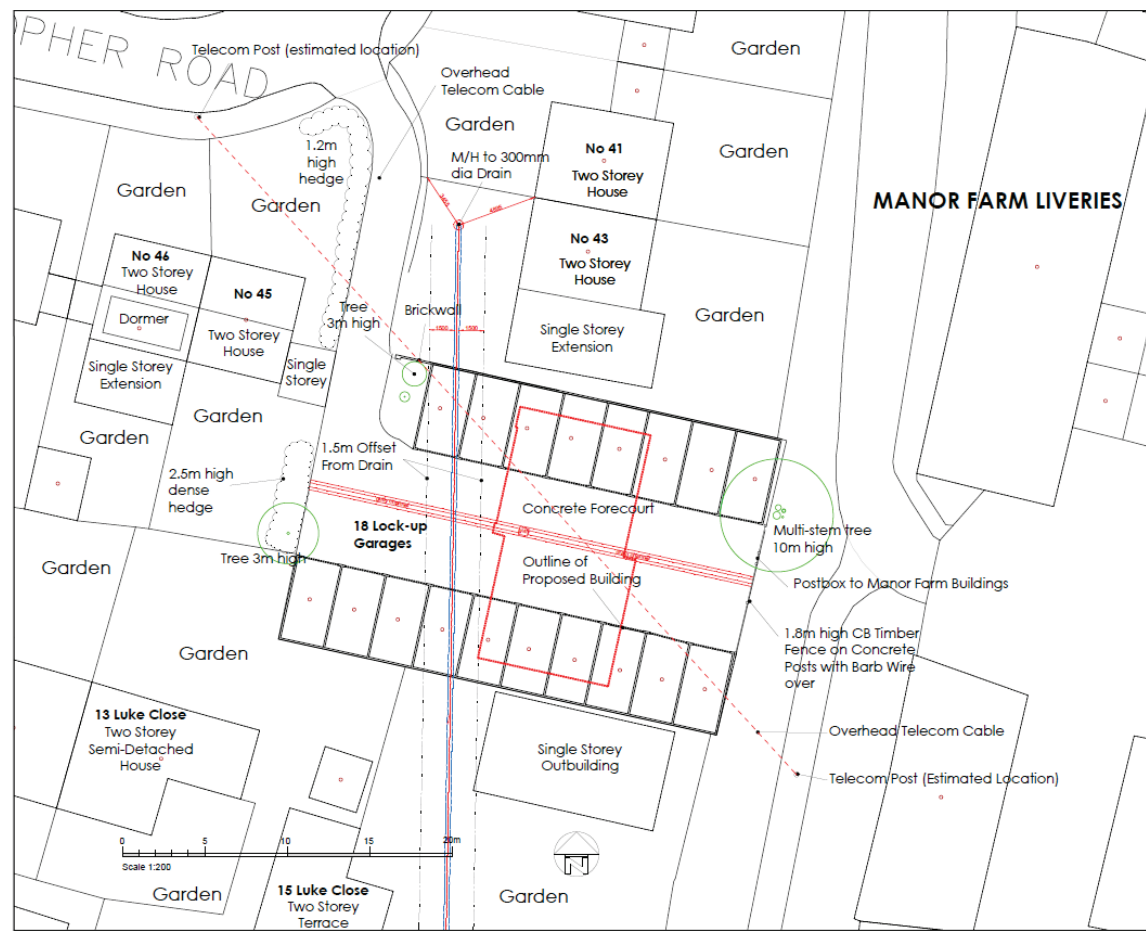 PHER ROAD
Telecom Post (estimated location)
Overhead
Telecom Cable
Garden
Garden
M/H to 300mm
dia Drain
1.2m
high
hedge
No 41
Two Storey
House
Garden
MANOR FARM LIVERIES
Garden
Garden
No 46
Two Storey
House
Dormer
Single Storey
Extension
No 45
Two Storey
House
Single
Storey
No 43
Two Storey
House
Tree
3m high
Brickwall
1500
1500
Single Storey
Extension
Garden
Garden
Garden
2.5m high
dense
hedge
1.5m Offset
From Drain
Concrete Forecourt
18 Lock-up
Garages
Multi-stem tree
10m high
Tree 3m high
Outline of
Proposed Building
Postbox to Manor Farm Buildings
Garden
1.8m high CB Timber
Fence on Concrete
Posts with Barb Wire
over
Garden
13 Luke Close
Two Storey
Semi-Detached
House
Single Storey
Outbuilding
Overhead Telecom Cable
Telecom Post (Estimated Location)
0
5
10
15
20m
Scale 1:200
N
Garden
15 Luke Close
Two Storey
Terrace
Garden